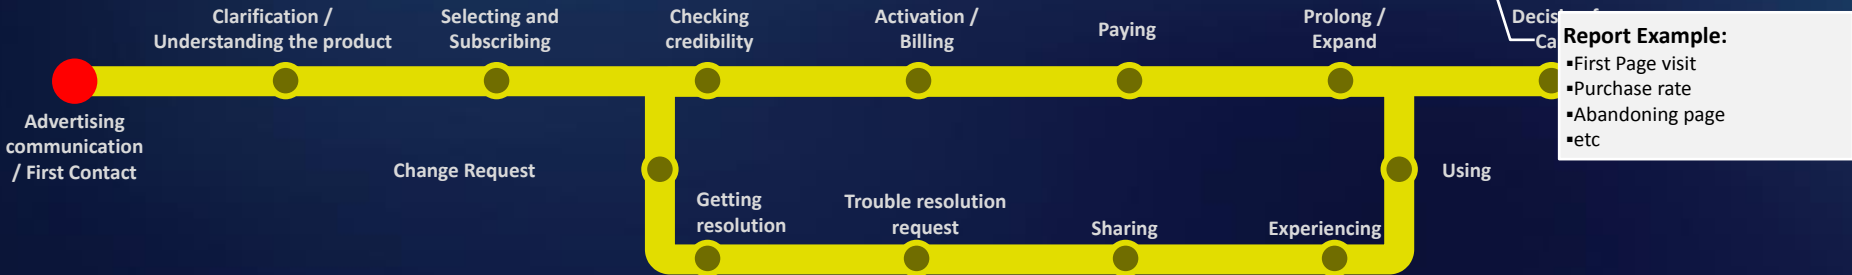 Clarification /
Understanding the product
Selecting and
Subscribing
Checking
credibility
Activation /
Billing
Paying
Prolong /
Expand
Report Example:
▪First Page visit
▪Purchase rate
▪Abandoning page
▪etc
Advertising
communication
/ First Contact
Change Request
Using
Getting
resolution
Trouble resolution
request
Sharing
Experiencing